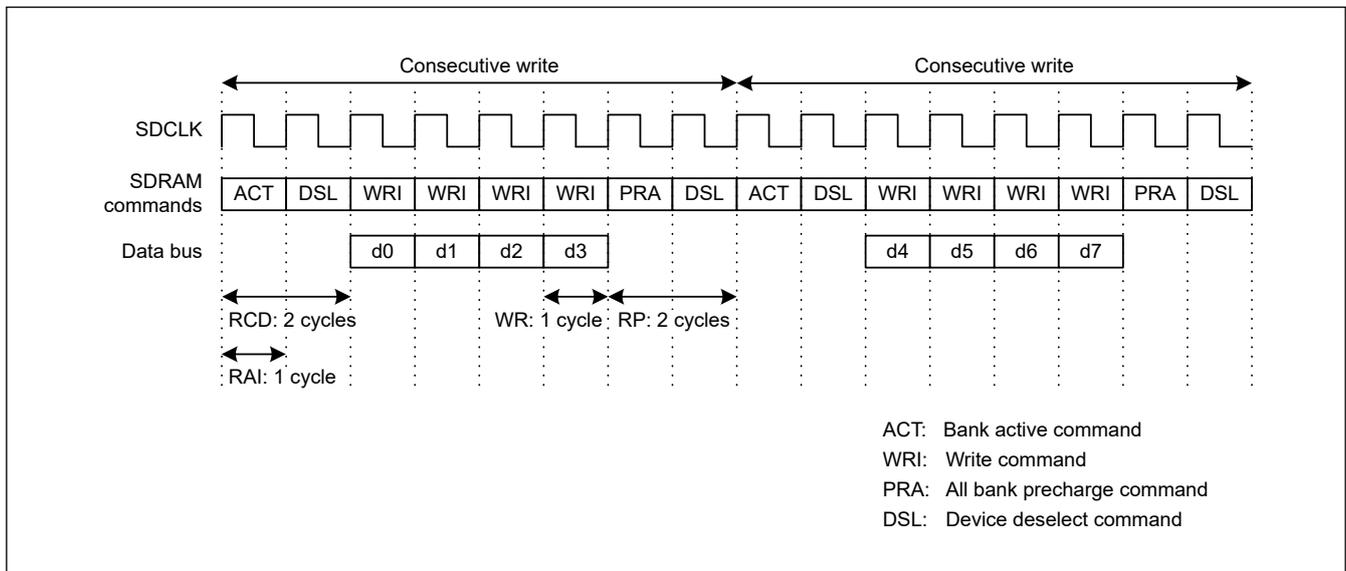 Consecutive write Consecutive write
SDCLK
SDRAM
commands
ACT DSL WRI WRI WRI WRI PRA DSL ACT DSL WRI WRI WRI WRI PRA DSL
Data bus d0 d1 d2 d3 d4 d5 d6 d7
RCD: 2 cycles WR: 1 cycle RP: 2 cycles
RAI: 1 cycle
ACT: Bank active command
WRI: Write command
PRA: All bank precharge command
DSL: Device deselect command